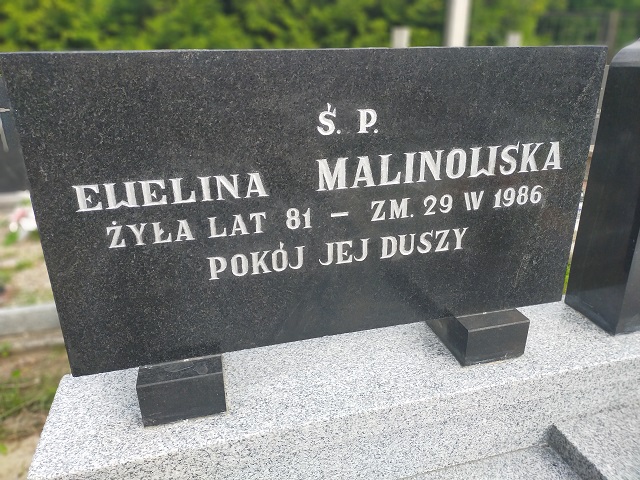 Ś. P.
EWELINA MALINOWSKA
ŻYŁA LAT 81 – ZM. 29 IV 1986
POKÓJ JEJ DUSZY